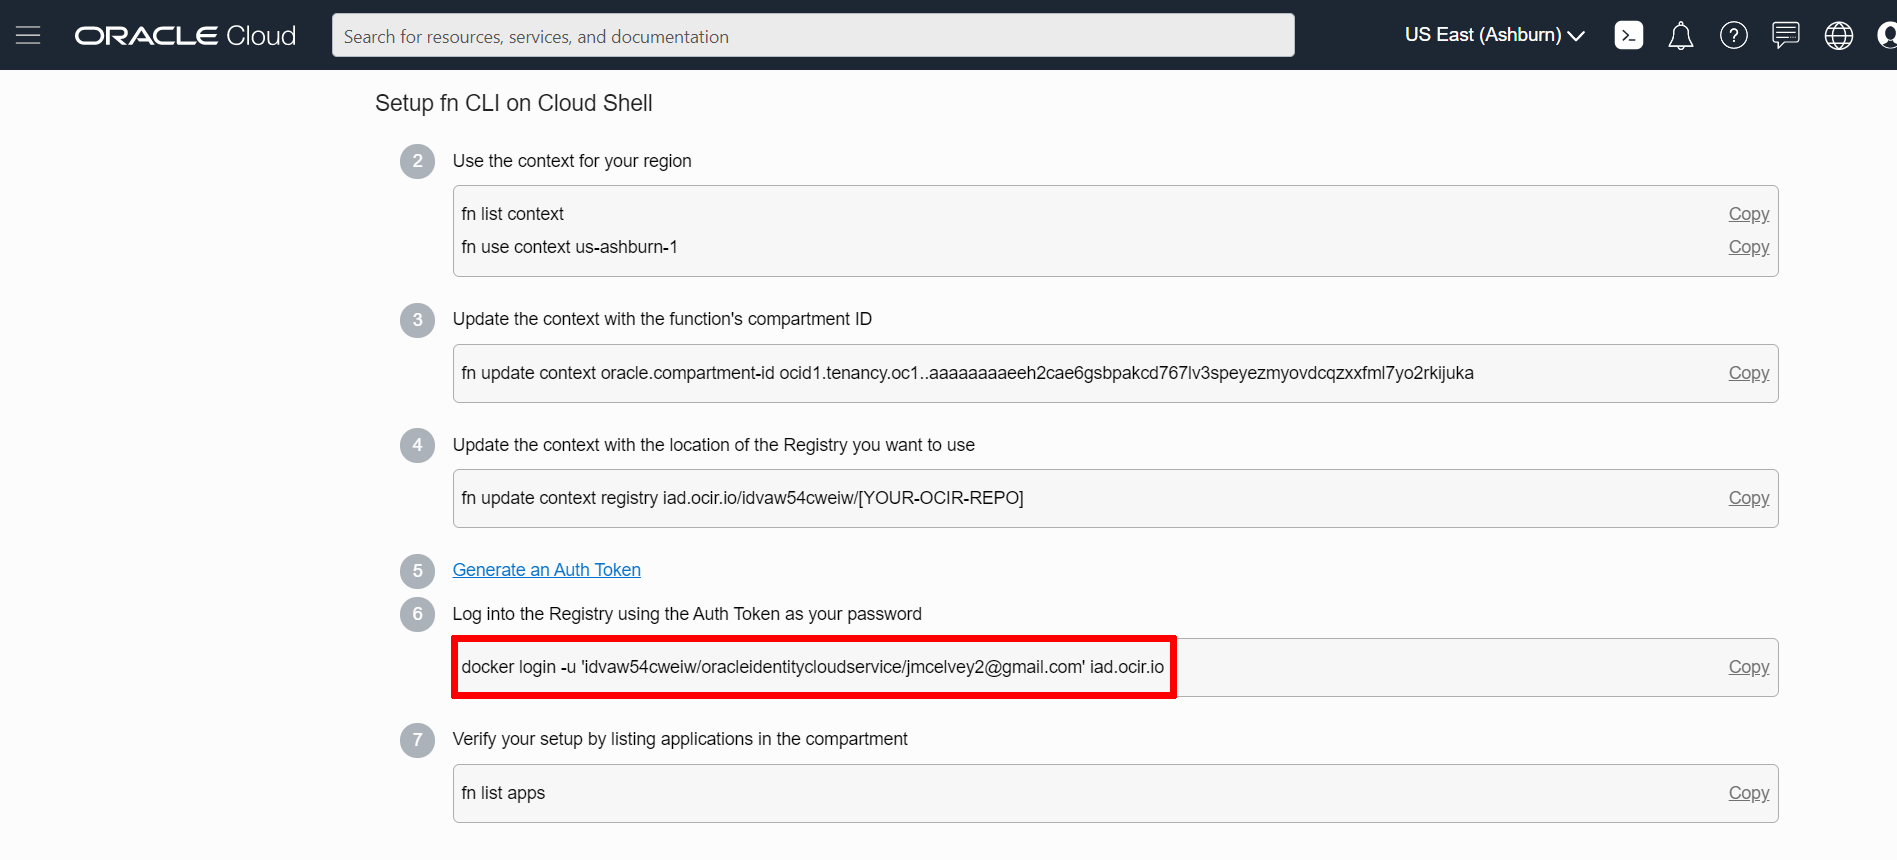 ORACLE Cloud
Search for resources, services, and documentation
US East (Ashburn)
Setup fn CLI on Cloud Shell
2 Use the context for your region
fn list context Copy
fn use context us-ashburn-1 Copy
3 Update the context with the function's compartment ID
fn update context oracle.compartment-id ocid1.tenancy.oc1..aaaaaaaaeeh2cae6gsbpakcd767lv3speyezmyovdcqzxxfml7yo2rkijuka Copy
4 Update the context with the location of the Registry you want to use
fn update context registry iad.ocir.io/idvaw54cweiw/[YOUR-OCIR-REPO] Copy
5 Generate an Auth Token
6 Log into the Registry using the Auth Token as your password
docker login -u 'idvaw54cweiw/oracleidentitycloudservice/jmcelvey2@gmail.com' iad.ocir.io Copy
7 Verify your setup by listing applications in the compartment
fn list apps Copy